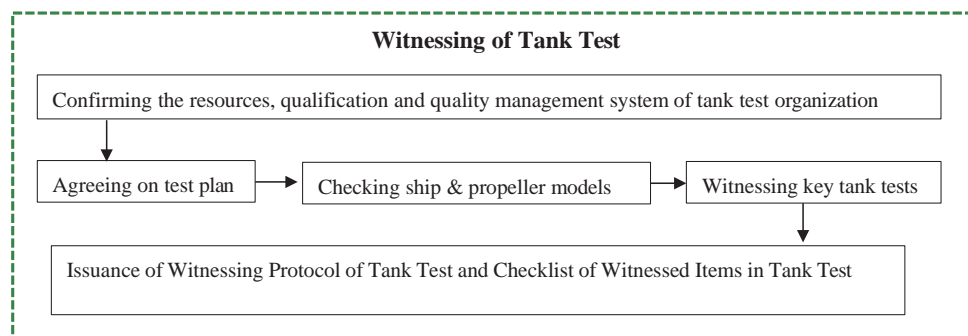 Witnessing of Tank Test
Confirming the resources, qualification and quality management system of tank test organization
Agreeing on test plan
Checking ship & propeller models
Witnessing key tank tests
Issuance of Witnessing Protocol of Tank Test and Checklist of Witnessed Items in Tank Test